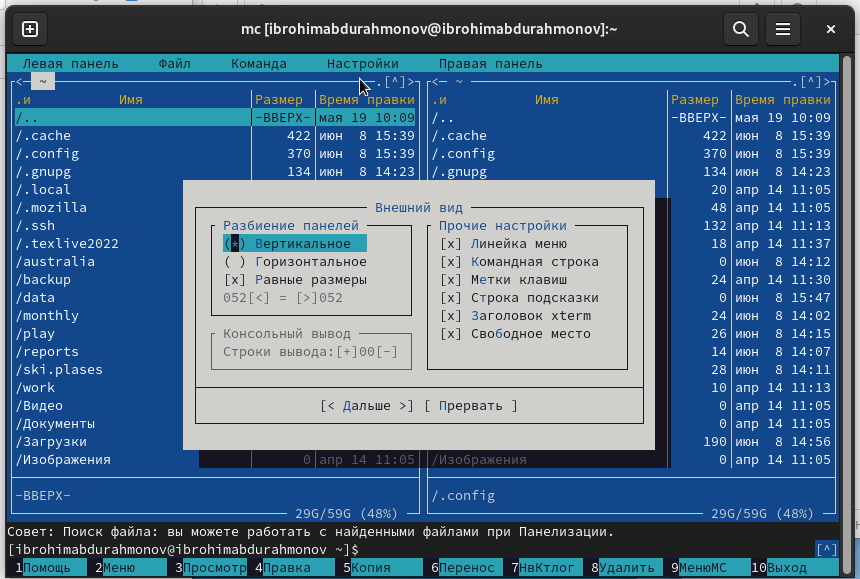 mc [ibrohimabdurahmonov@ibrohimabdurahmonov]:~
Левая панель Файл Команда Настройки Правая панель
<─ ~ .[^]> <─ ~ .[^]>
.и Имя Размер Время правки .и Имя Размер Время правки
/.. -ВВЕРХ- мая 19 10:09 /.. -ВВЕРХ- мая 19 10:09
/.cache 422 июн 8 15:39 /.cache 422 июн 8 15:39
/.config 370 июн 8 15:39 /.config 370 июн 8 15:39
/.gnupg 134 июн 8 14:23 /.gnupg 134 июн 8 14:23
/.local 20 апр 14 11:05
/.mozilla 48 апр 14 11:05
/.ssh 132 апр 14 11:13
/.texlive2022 18 апр 14 11:37
/australia 0 июн 8 14:12
/backup 24 апр 14 11:30
/data 0 июн 8 15:47
/monthly 24 июн 8 14:02
/play 26 июн 8 14:15
/reports 14 июн 8 14:07
/ski.plases 28 июн 8 14:11
/work 10 апр 14 11:13
/Видео 0 апр 14 11:05
/Документы 0 апр 14 11:05
/Загрузки 190 июн 8 14:56
/Изображения 0 апр 14 11:05 /Изображения 0 апр 14 11:05
Внешний вид
Разбиение панелей
(*) Вертикальное
( ) Горизонтальное
[x] Равные размеры
052[<] = [>]052
Консольный вывод
Строки вывода:[+]00[-]
Прочие настройки
[x] Линейка меню
[x] Командная строка
[x] Метки клавиш
[x] Строка подсказки
[x] Заголовок xterm
[x] Свободное место
[< Дальше >] [ Прервать ]
-ВВЕРХ- /.config
29G/59G (48%) 29G/59G (48%)
Совет: Поиск файла: вы можете работать с найденными файлами при Панелизации.
[ibrohimabdurahmonov@ibrohimabdurahmonov ~]$ [^]
1Помощь 2Меню 3Просмотр 4Правка 5Копия 6Перенос 7НвКтлог 8Удалить 9МенюMC 10Выход